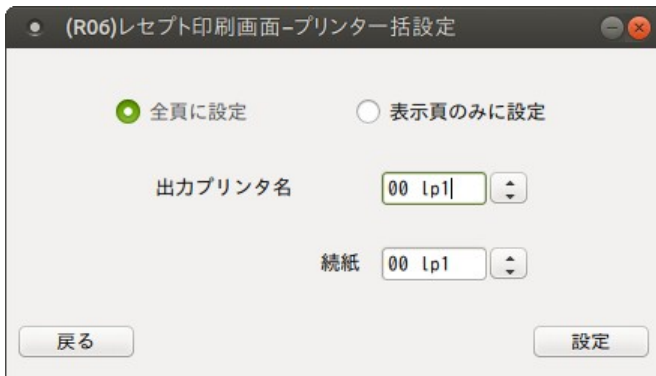 (R06)レセプト印刷画面-プリンター括設定
全頁に設定 表示頁のみに設定
出力プリンタ名 00 lp1
続紙 00 lp1
戻る 設定